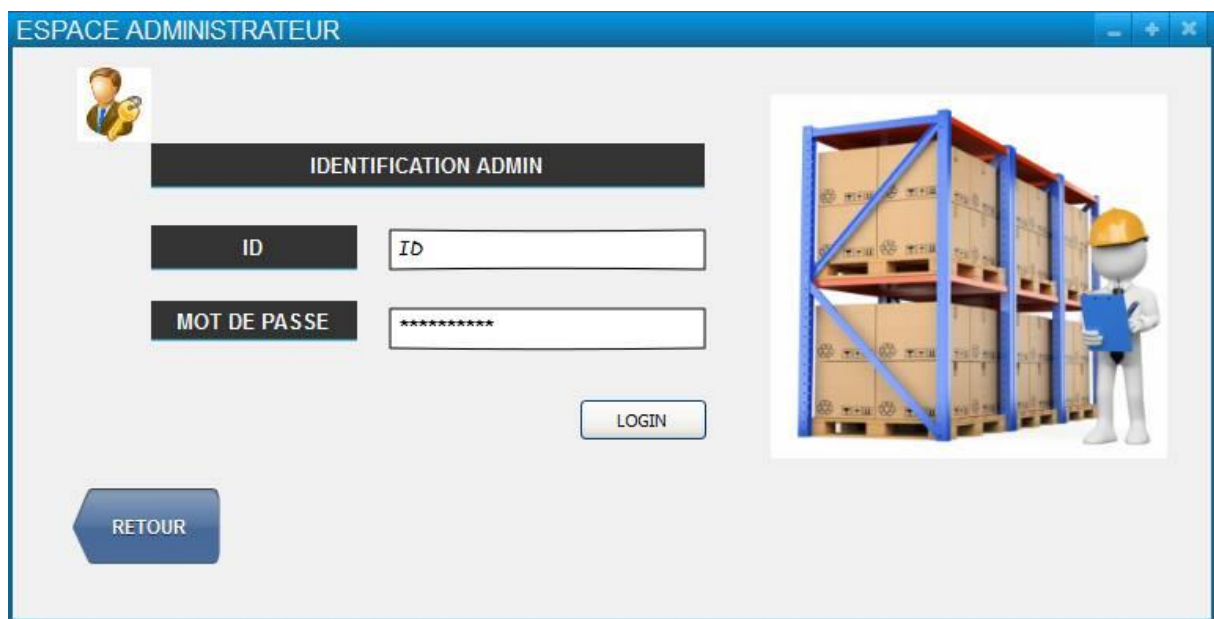 ESPACE ADMINISTRATEUR
IDENTIFICATION ADMIN
ID
ID
MOT DE PASSE
**********
LOGIN
RETOUR